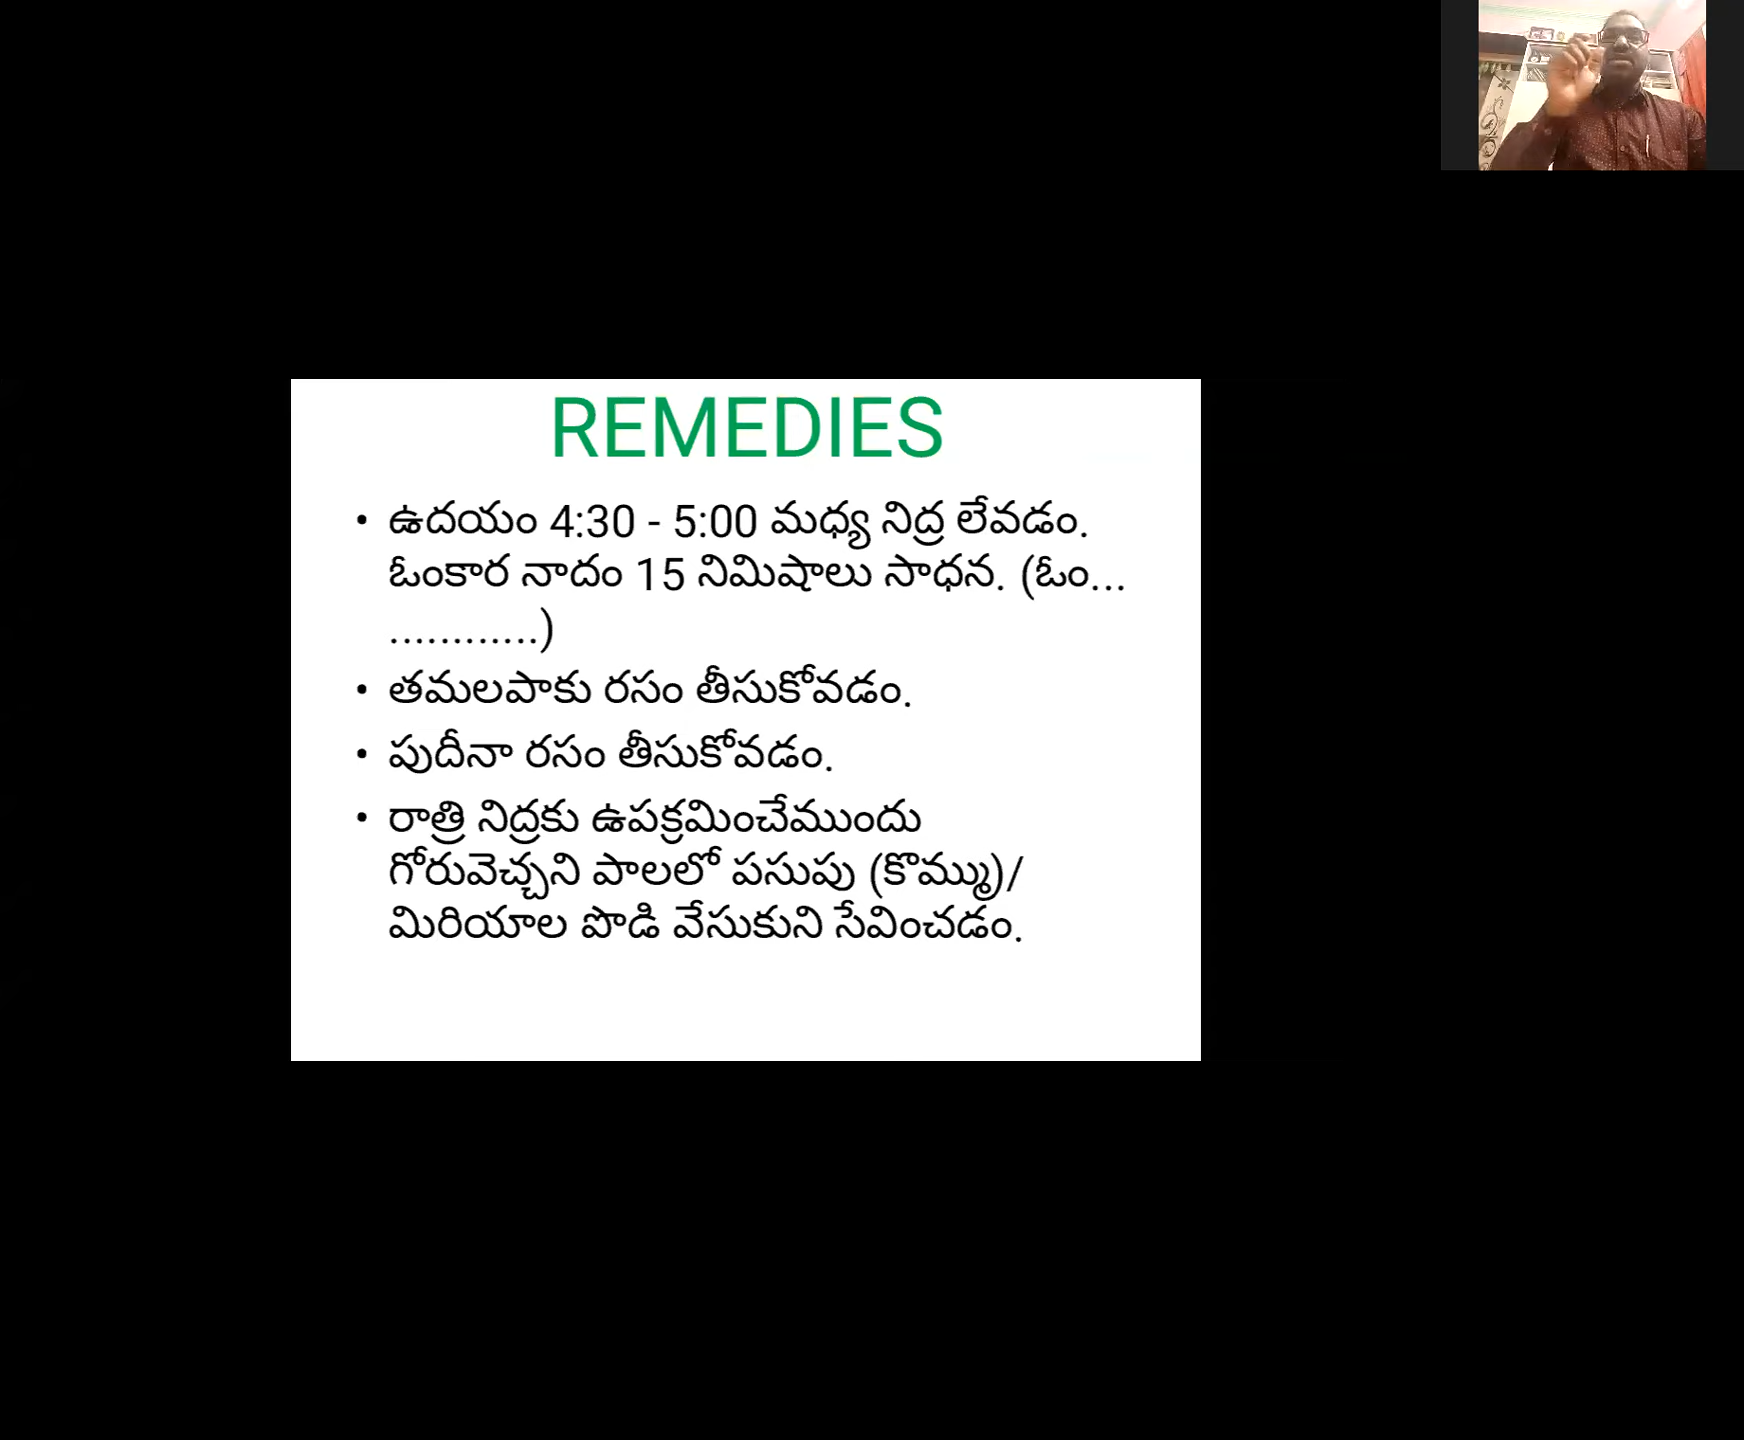 REMEDIES
• ఉదయం 4:30 - 5:00 మధ్య నిద్ర లేవడం.
ఓంకార నాదం 15 నిమిషాలు సాధన. (ఓం...
............)
• తమలపాకు రసం తీసుకోవడం.
• పుదీనా రసం తీసుకోవడం.
• రాత్రి నిద్రకు ఉపక్రమించేముందు
గోరువెచ్చని పాలలో పసుపు (కొమ్ము)/
మిరియాల పొడి వేసుకుని సేవించడం.